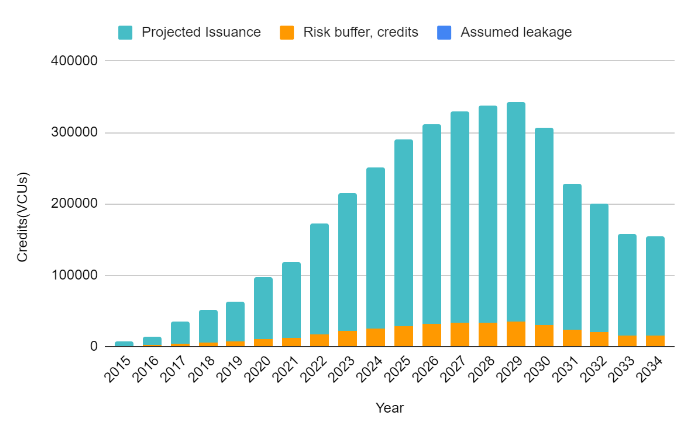 Projected Issuance Risk buffer, credits Assumed leakage
400000
300000
200000
100000
0
Credits(VCUs)
2015 2016 2017 2018 2019 2020 2021 2022 2023 2024 2025 2026 2027 2028 2029 2030 2031 2032 2033 2034
Year